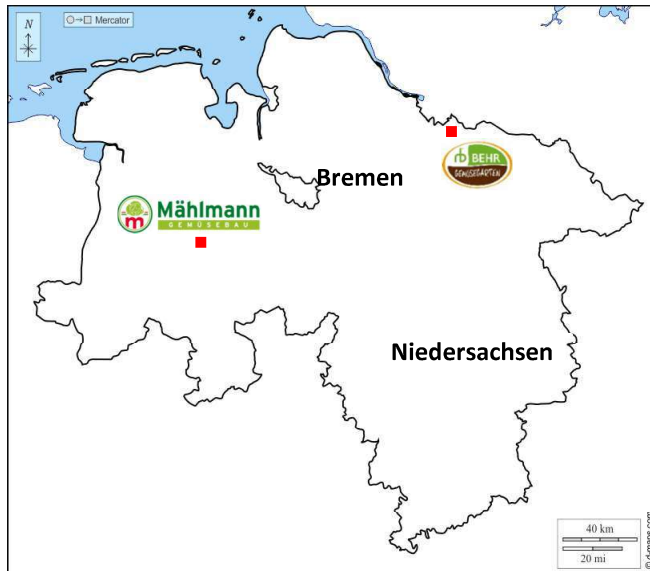 N
Mercator
BEHR
GEMÜSEGARTEN
Bremen
m
Mählmann
GEMÜSEBAU
Niedersachsen
40 km
20 mi
© d-maps.com